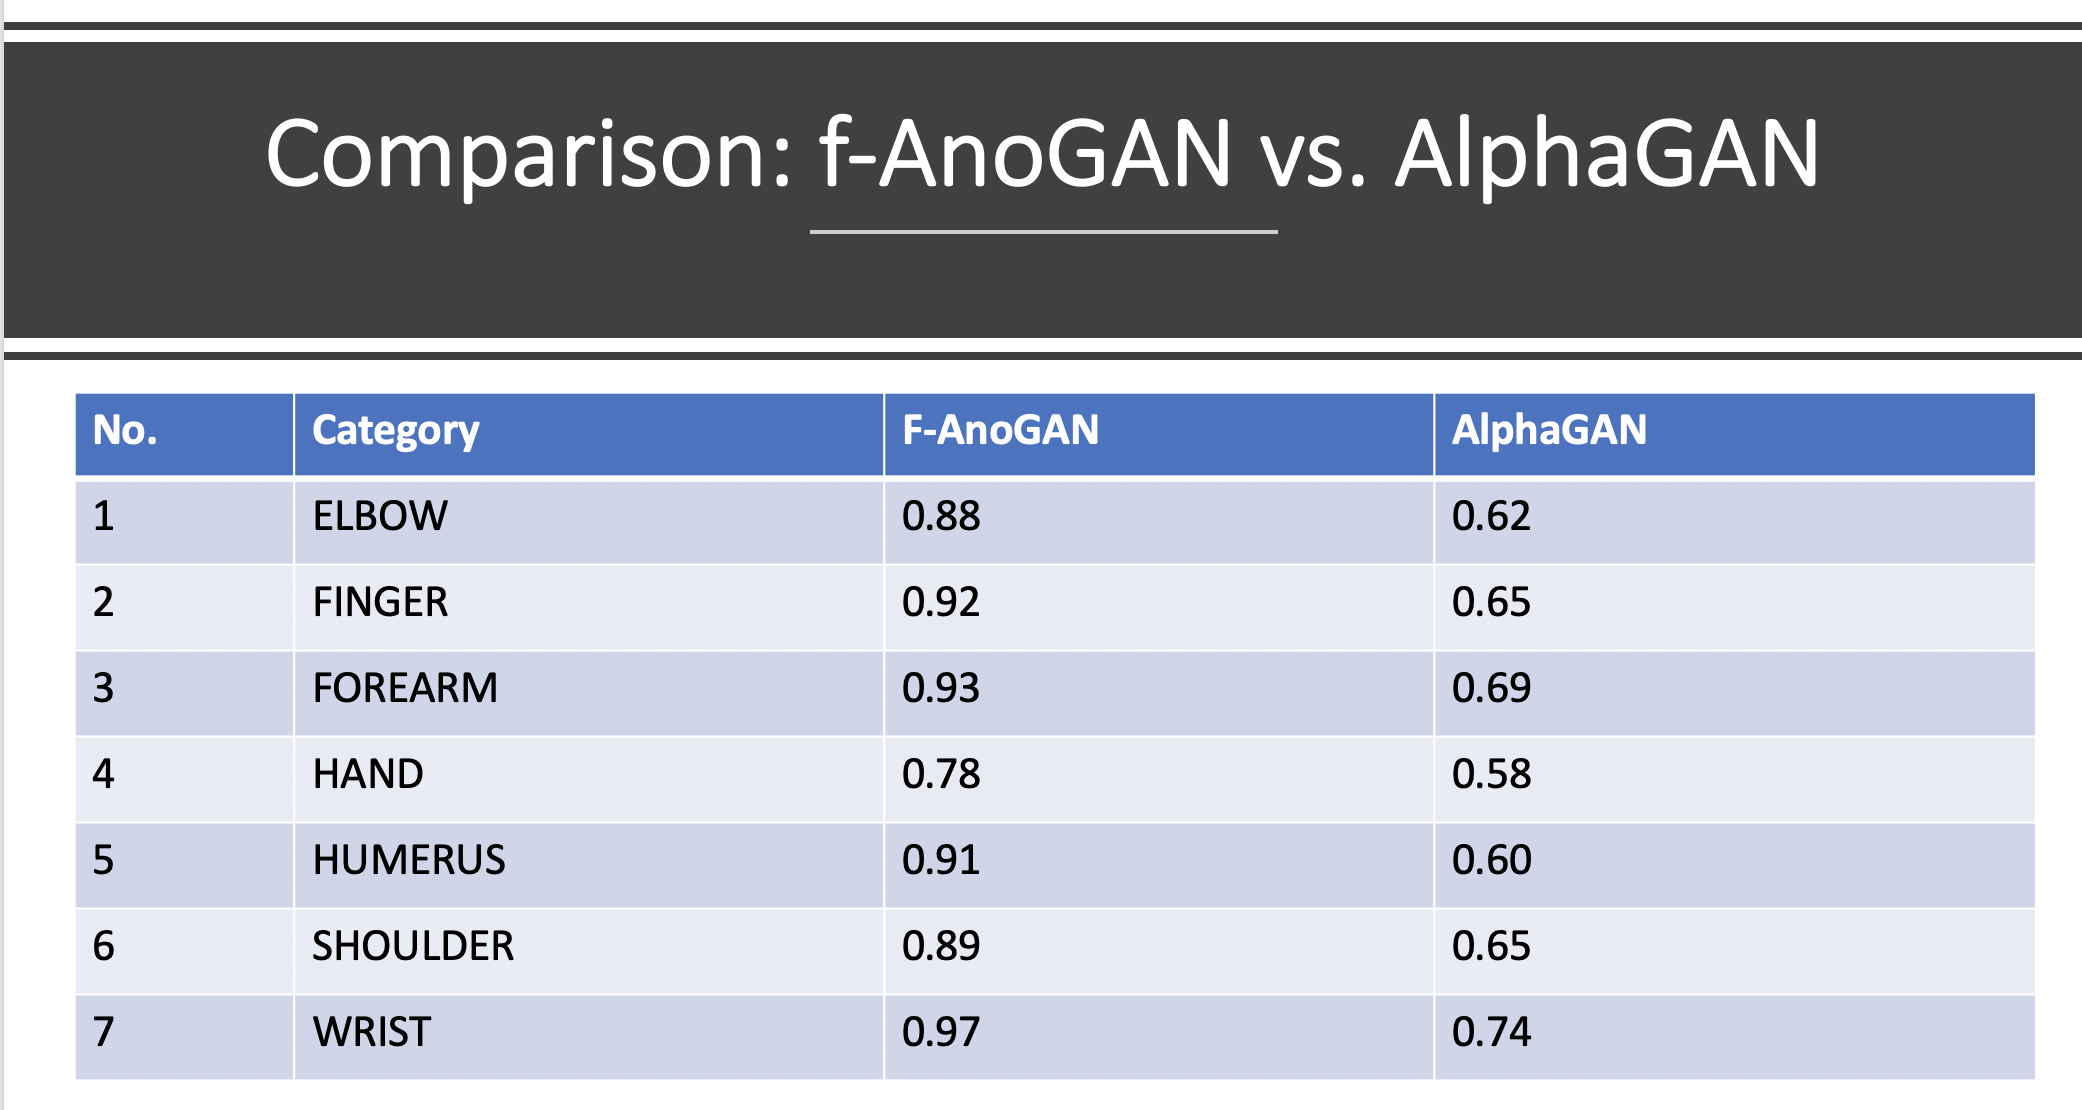 Comparison: f-AnoGAN vs. AlphaGAN
No. Category F-AnoGAN AlphaGAN
1 ELBOW 0.88 0.62
2 FINGER 0.92 0.65
3 FOREARM 0.93 0.69
4 HAND 0.78 0.58
5 HUMERUS 0.91 0.60
6 SHOULDER 0.89 0.65
7 WRIST 0.97 0.74